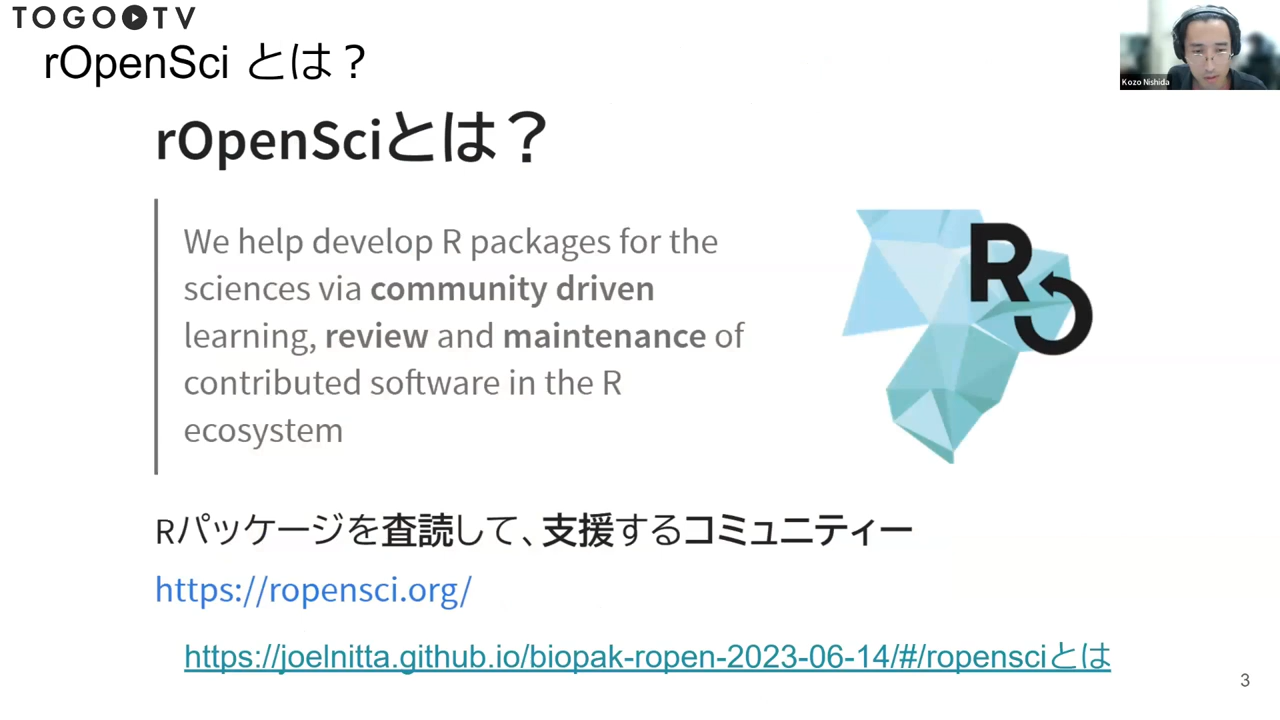 TOGO TV
rOpenSci とは？
Kozo Nishida
rOpenSciとは？
We help develop R packages for the
sciences via community driven
learning, review and maintenance of
contributed software in the R
ecosystem
R
Rパッケージを査読して、支援するコミュニティー
https://ropensci.org/
https://joelnitta.github.io/biopak-ropen-2023-06-14/#/ropensciとは
3